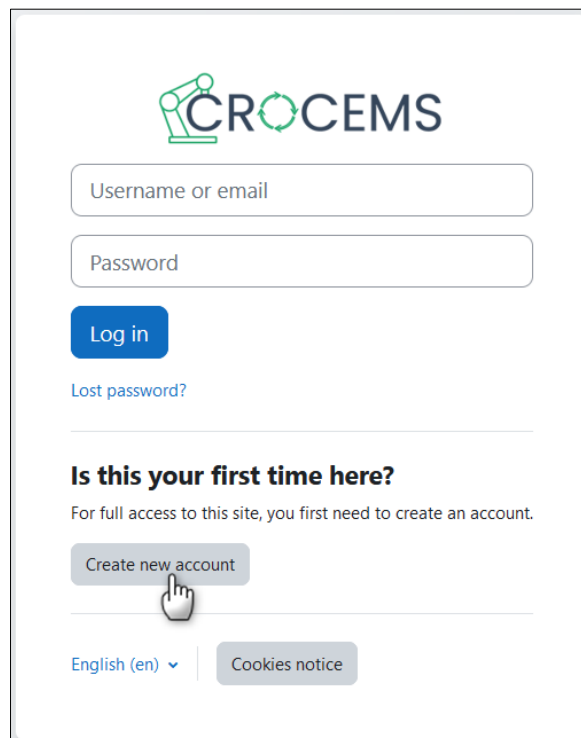 CROCEMS
Username or email
Password
Log in
Lost password?
Is this your first time here?
For full access to this site, you first need to create an account.
Create new account
English (en)
Cookies notice